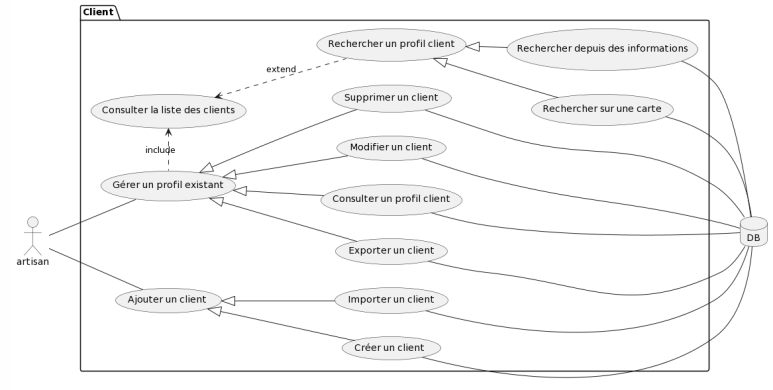 Client
Rechercher un profil client
Rechercher depuis des informations
extend
Supprimer un client
Rechercher sur une carte
Consulter la liste des clients
Modifier un client
include
Gérer un profil existant
Consulter un profil client
artisan
DB
Exporter un client
Ajouter un client
Importer un client
Créer un client